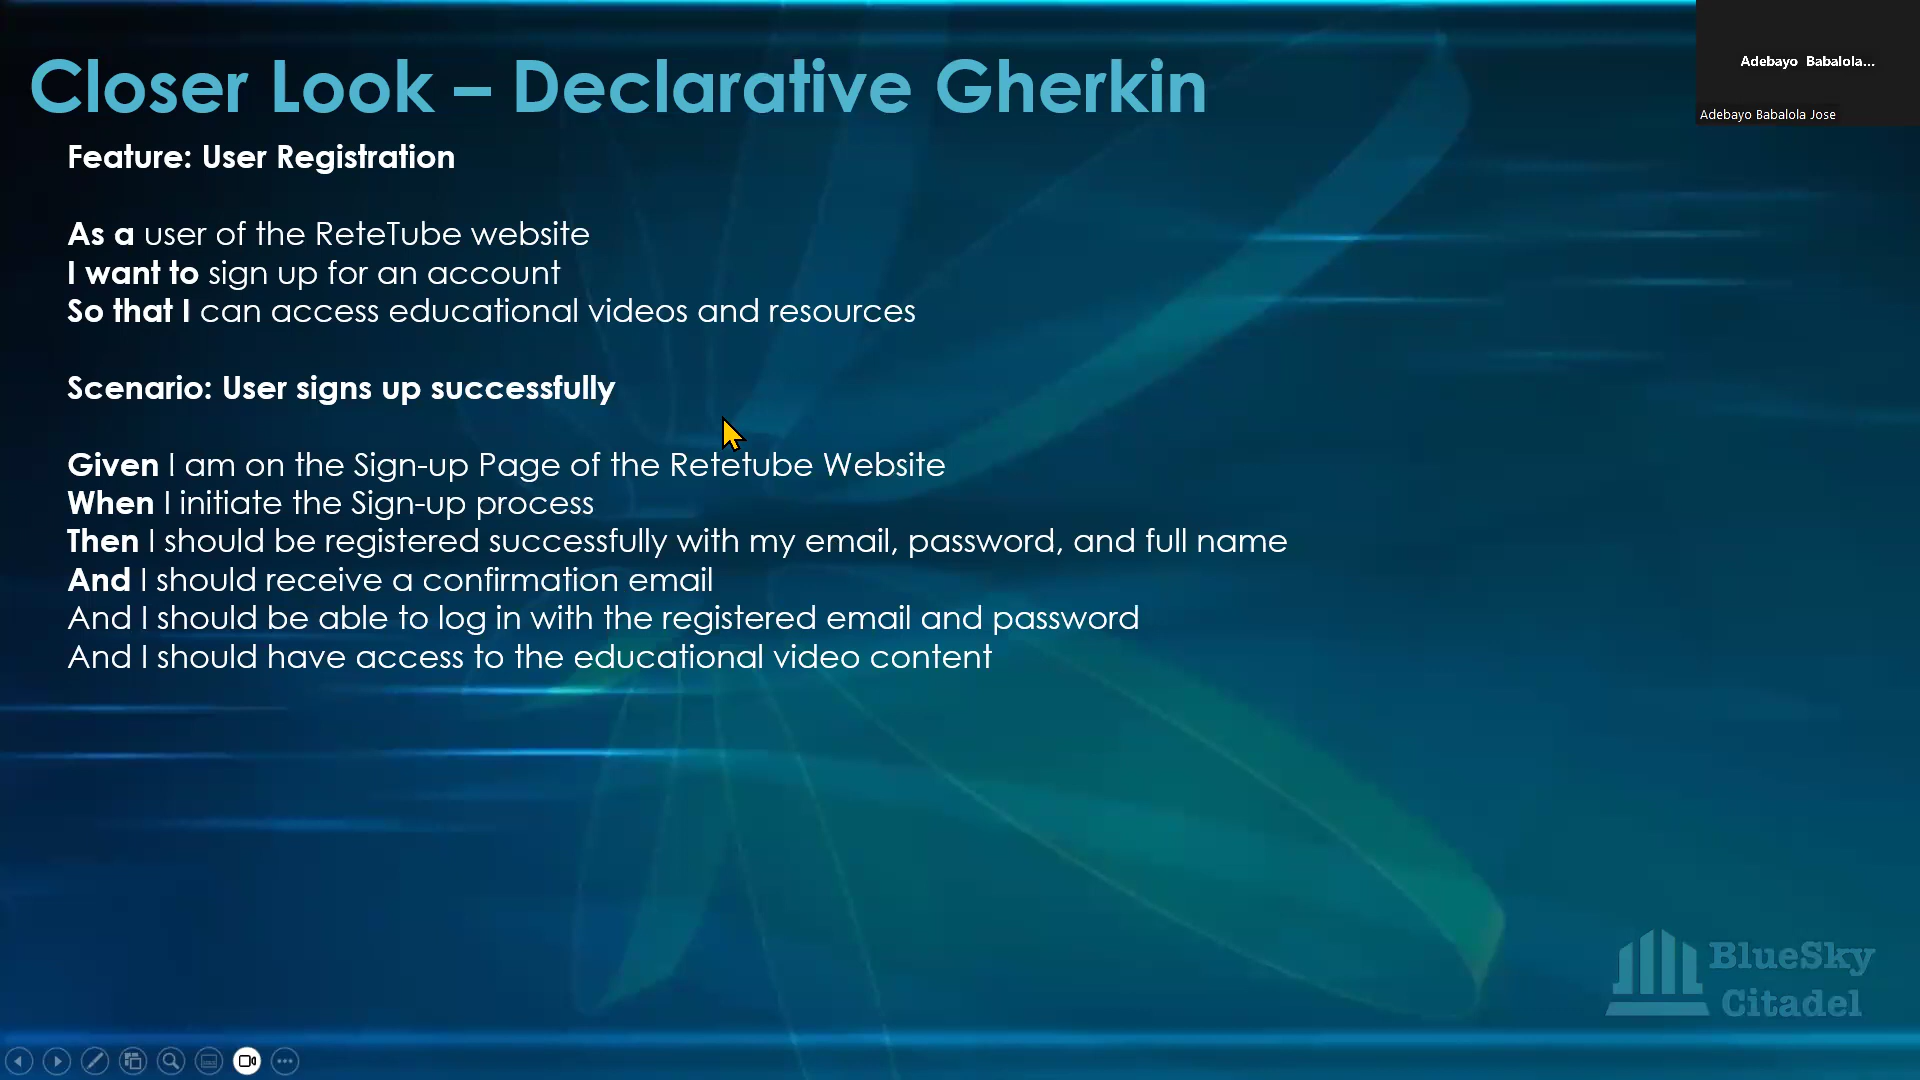 Closer Look – Declarative Gherkin
Adebayo Babalola...
Adebayo Babalola Jose
Feature: User Registration
As a user of the ReteTube website
I want to sign up for an account
So that I can access educational videos and resources
Scenario: User signs up successfully
Given I am on the Sign-up Page of the Retetube Website
When I initiate the Sign-up process
Then I should be registered successfully with my email, password, and full name
And I should receive a confirmation email
And I should be able to log in with the registered email and password
And I should have access to the educational video content
BlueSky
Citadel